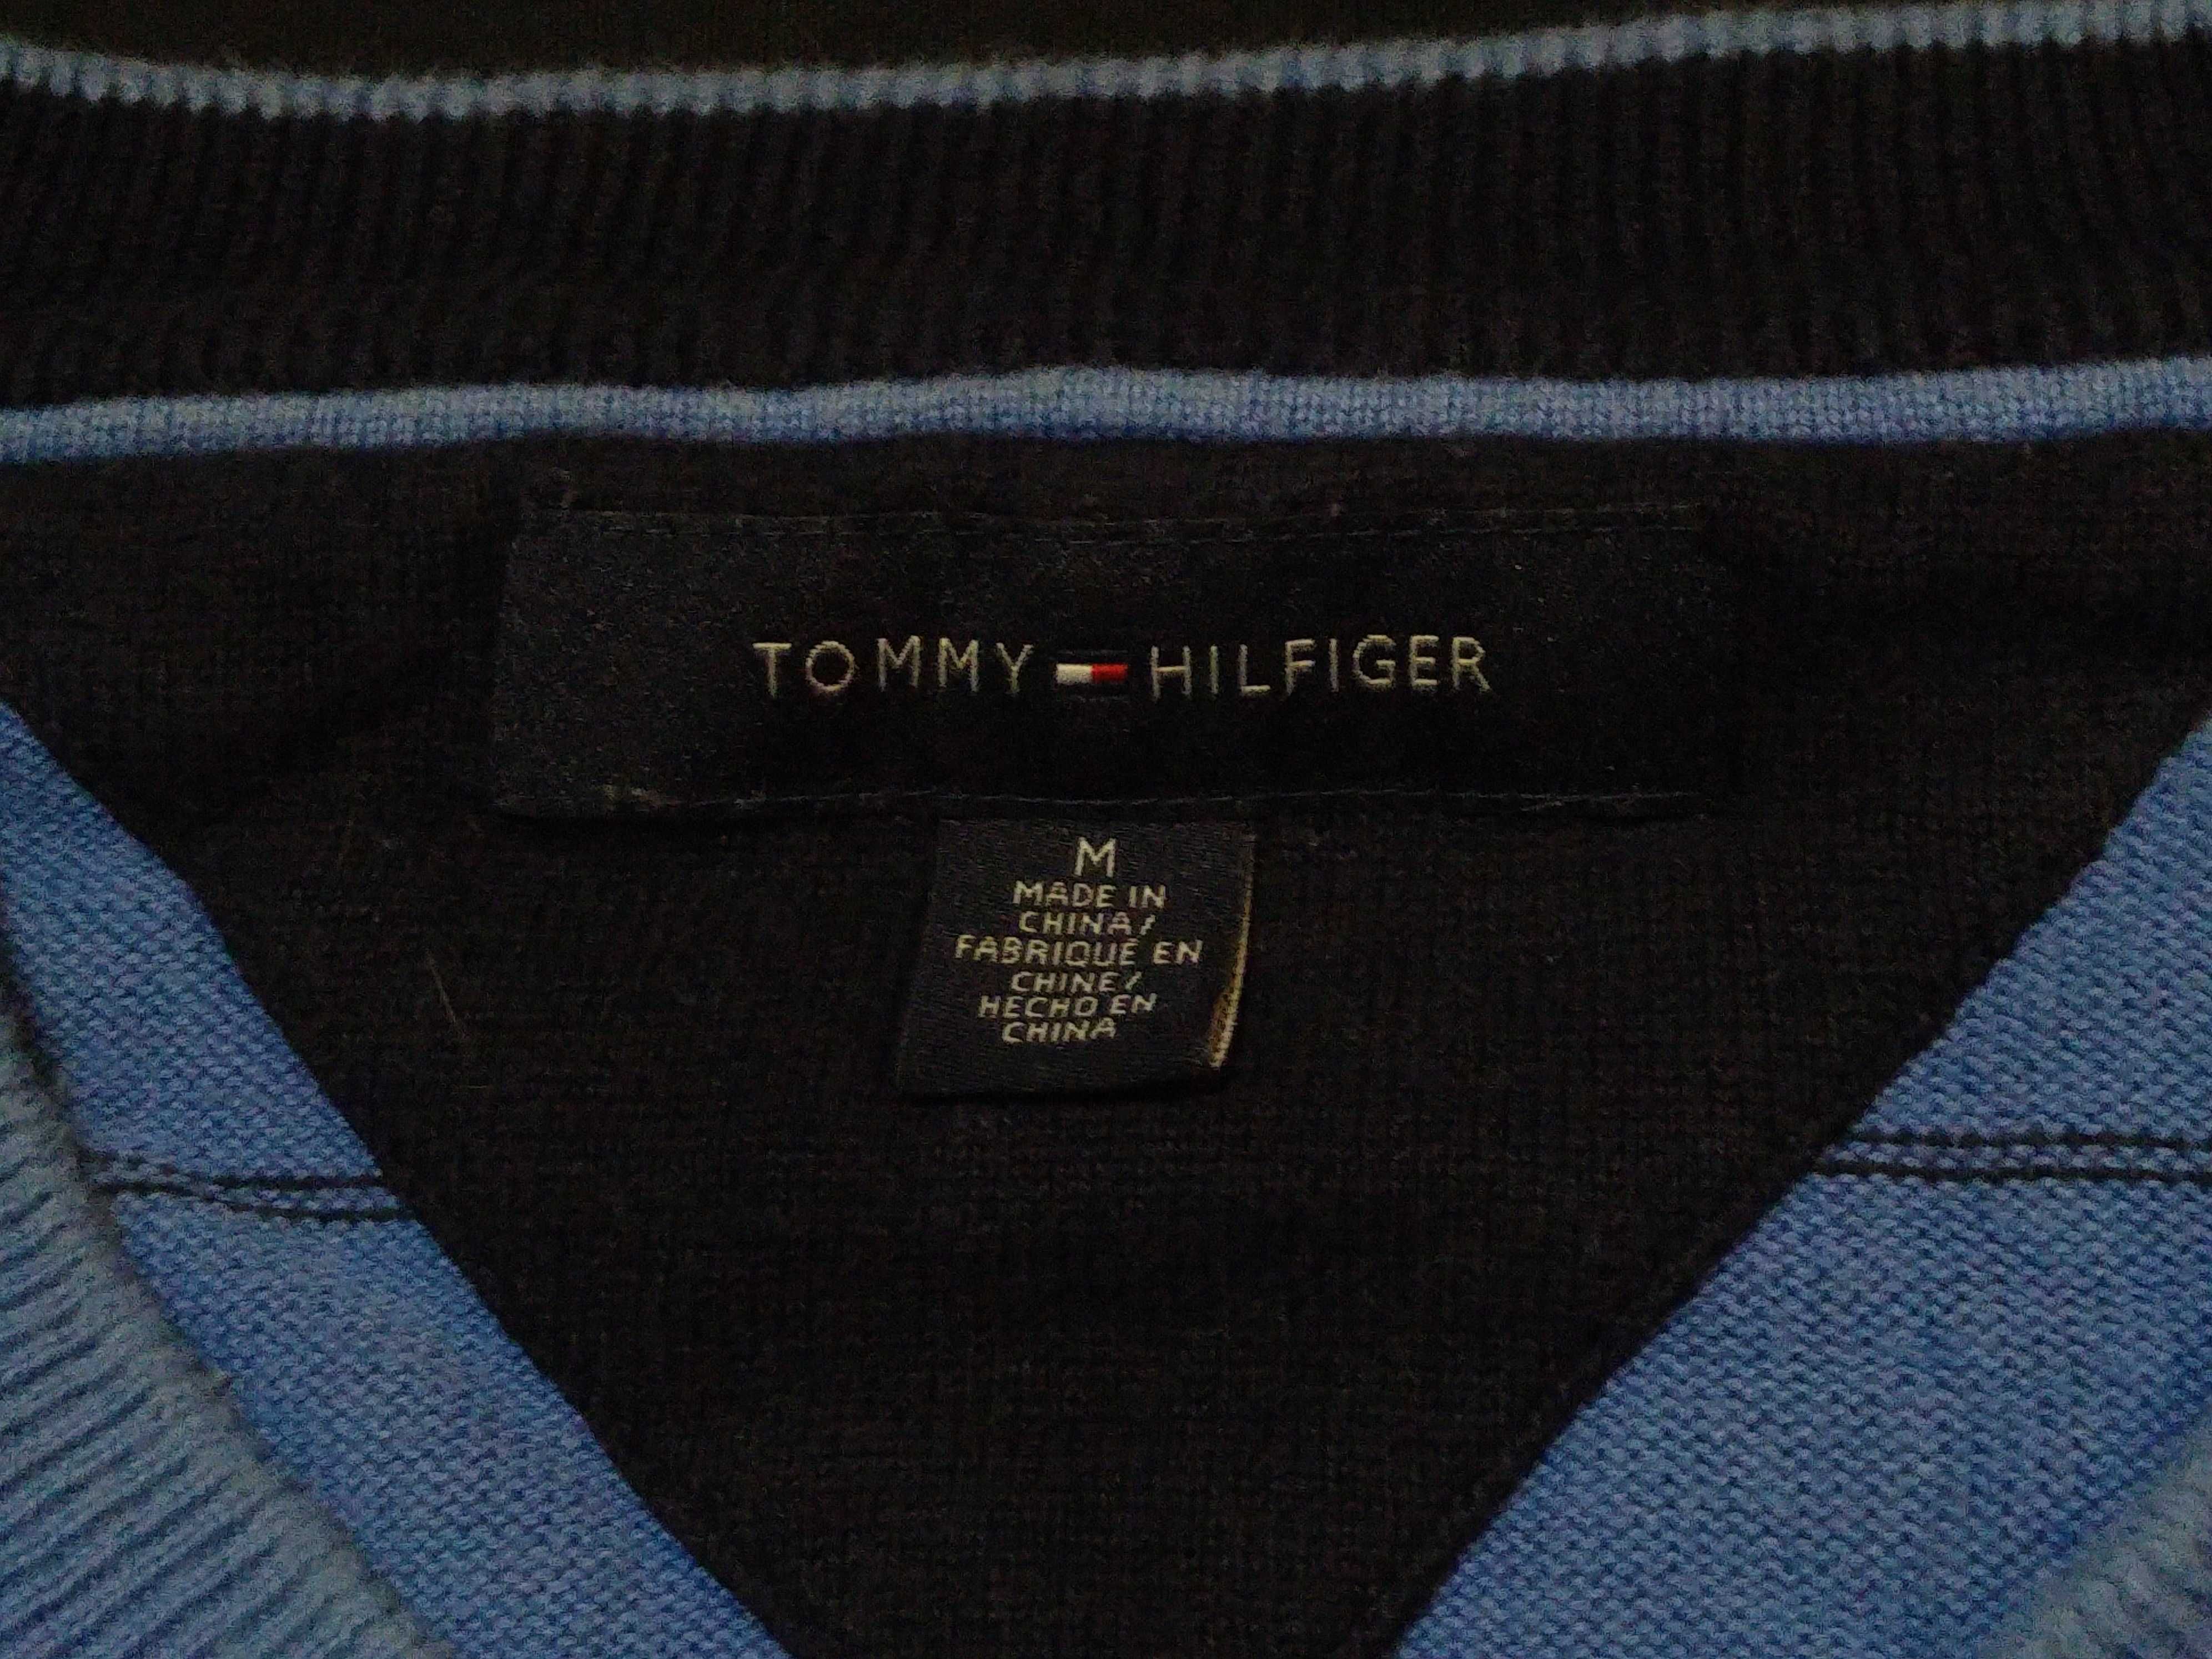 TOMMY HILFIGER
M
MADE IN
CHINA/
FABRIQUÉ EN
CHINE/
HECHO EN
CHINA